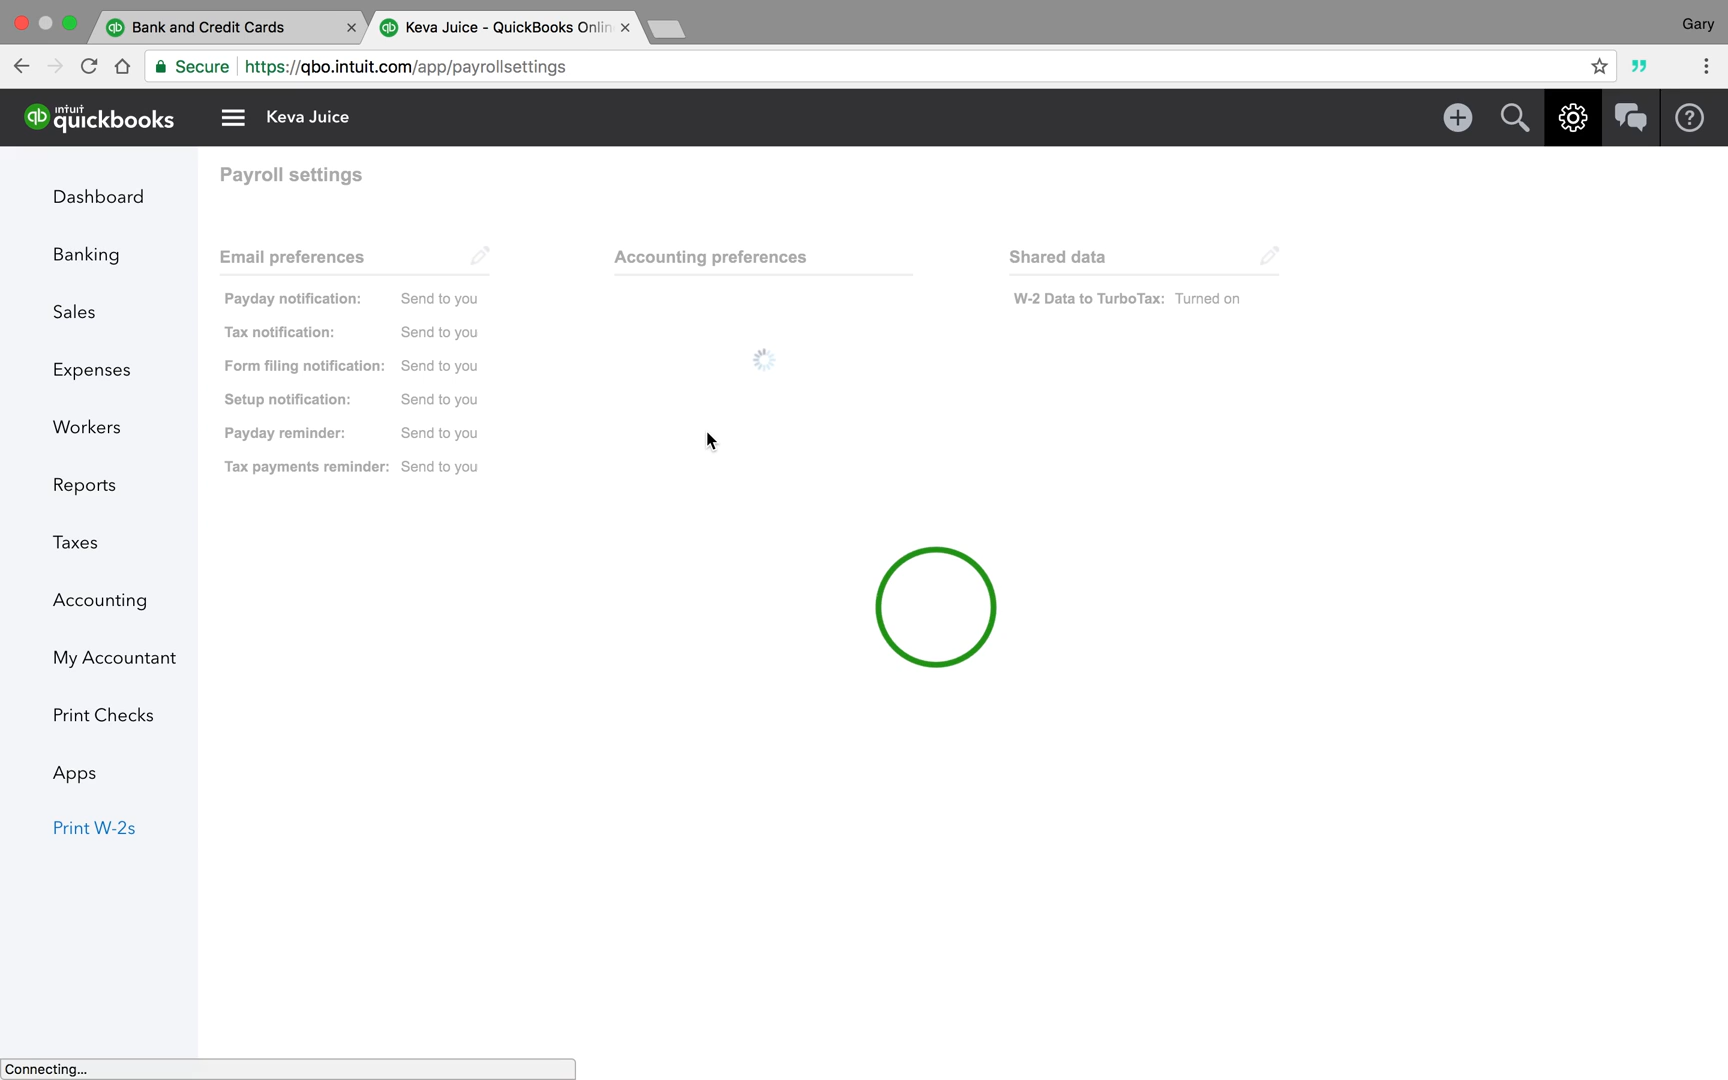 Bank and Credit Cards
Keva Juice - QuickBooks Onlin
Gary
Secure https://qbo.intuit.com/app/payrollsettings
intuit
quickbooks
Keva Juice
Payroll settings
Dashboard
Banking
Sales
Expenses
Workers
Reports
Taxes
Accounting
My Accountant
Print Checks
Apps
Print W-2s
Email preferences
Payday notification: Send to you
Tax notification: Send to you
Form filing notification: Send to you
Setup notification: Send to you
Payday reminder: Send to you
Tax payments reminder: Send to you
Accounting preferences
Shared data
W-2 Data to TurboTax: Turned on
Connecting...